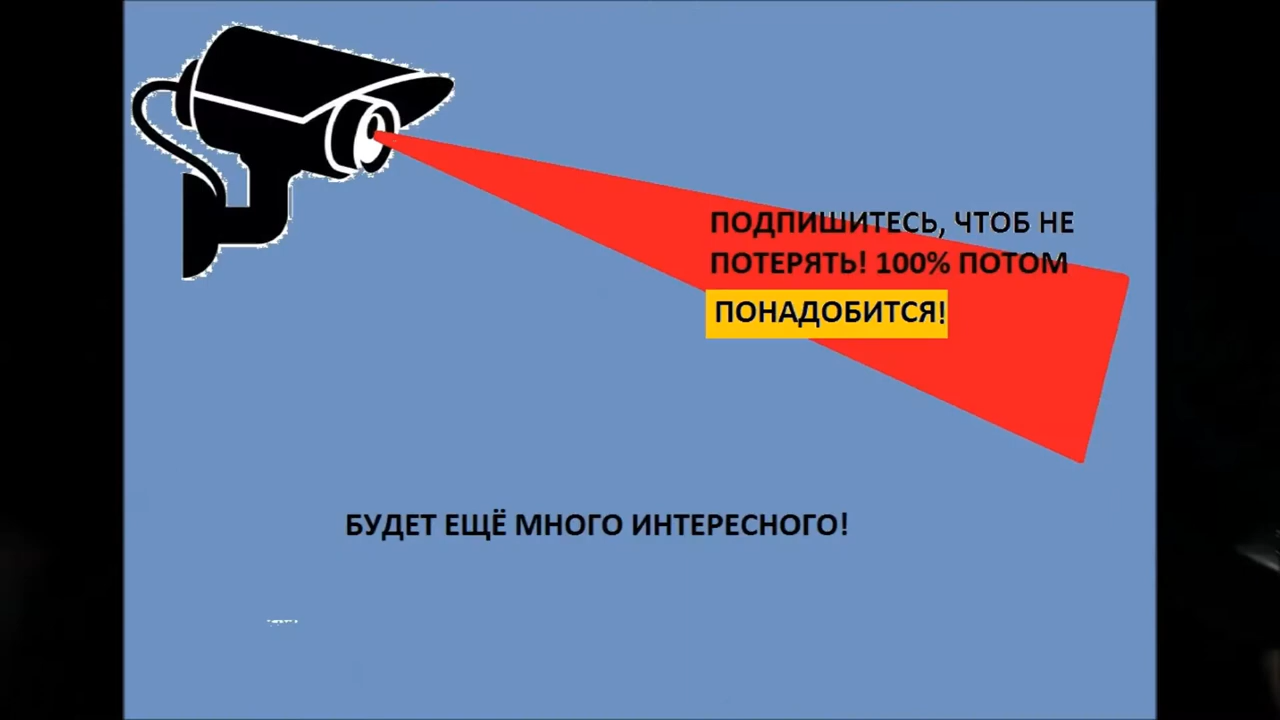 ПОДПИШИТЕСЬ, ЧТОБ НЕ
ПОТЕРЯТЬ! 100% ПОТОМ
ПОНАДОБИТСЯ!
БУДЕТ ЕЩЁ МНОГО ИНТЕРЕСНОГО!